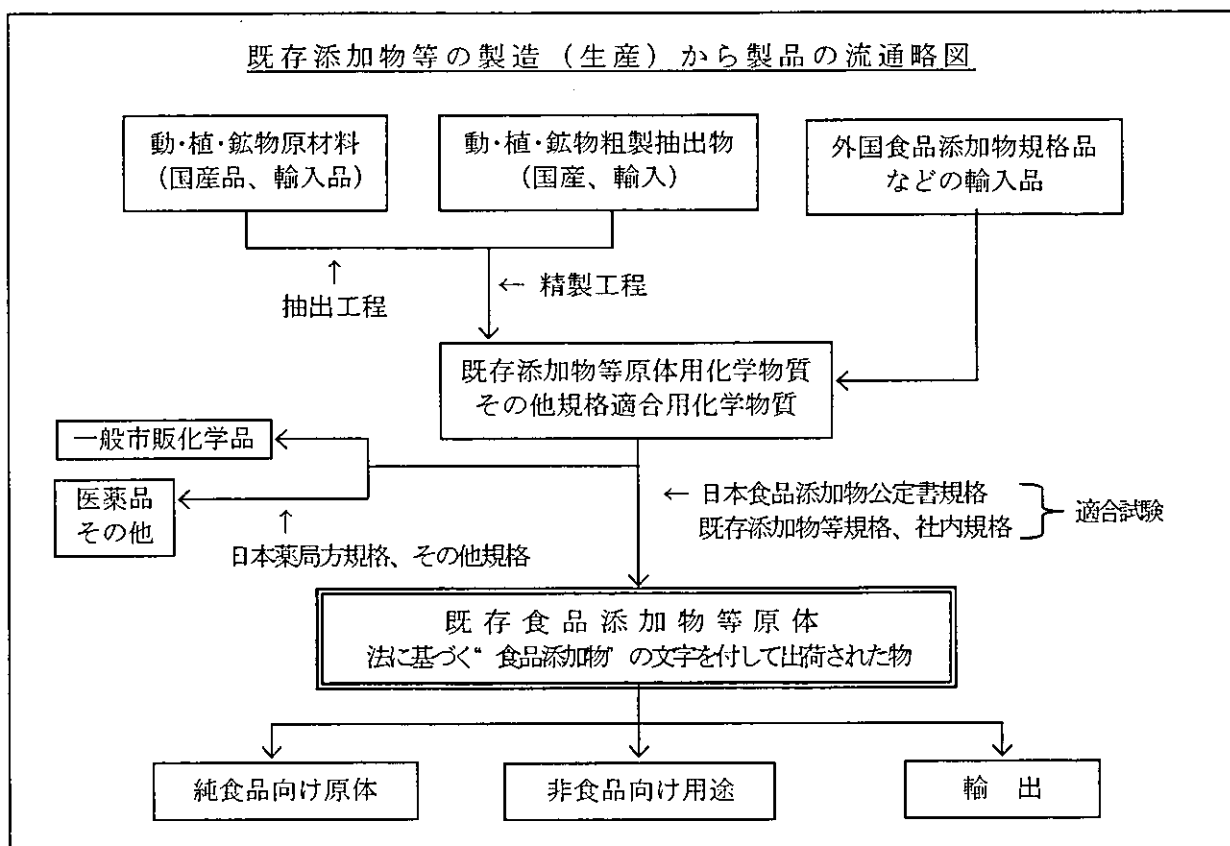 既存添加物等の製造（生産）から製品の流通略図
動・植・鉱物原材料
（国産品、輸入品）
動・植・鉱物粗製抽出物
（国産、輸入）
外国食品添加物規格品
などの輸入品
↑
抽出工程
← 精製工程
既存添加物等原体用化学物質
その他規格適合用化学物質
一般市販化学品
医薬品
その他
↑
日本薬局方規格、その他規格
← 日本食品添加物公定書規格
既存添加物等規格、社内規格
適合試験
既存食品添加物等原体
法に基づく“食品添加物”の文字を付して出荷された物
純食品向け原体
非食品向け用途
輸出